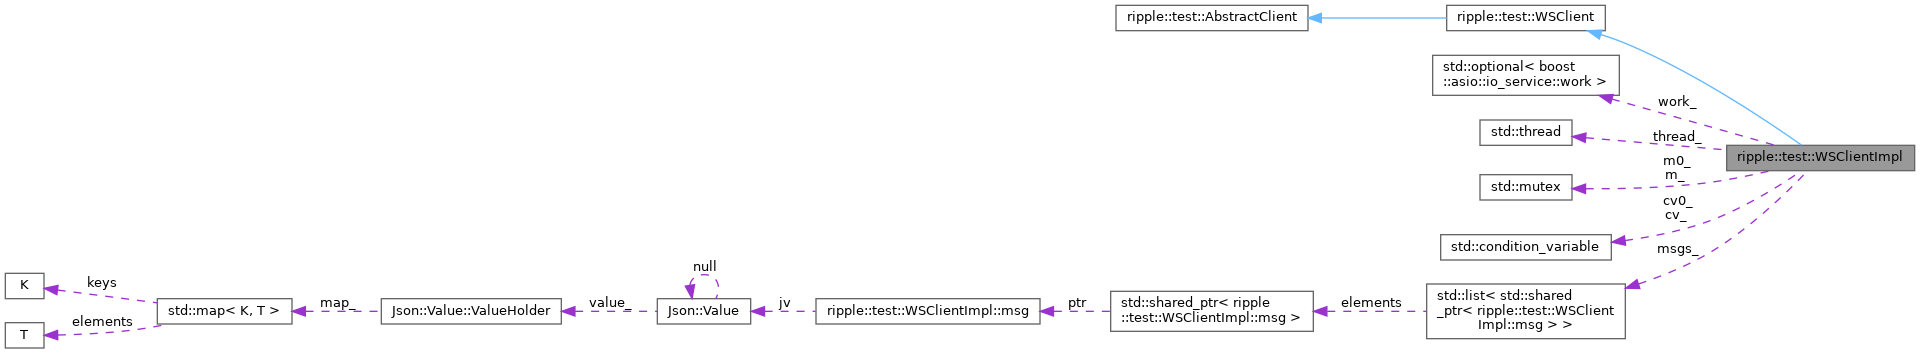 ripple::test::AbstractClient
ripple::test::WSClient
std::optional< boost
::asio::io_service::work >
work_
std::thread
thread_
ripple::test::WSClientImpl
m0_
m_
std::mutex
cv0_
cv_
std::condition_variable
msgs_
null
K
keys
std::map< K, T >
map_
Json::Value::ValueHolder
value_
Json::Value
jv
ripple::test::WSClientImpl::msg
ptr
std::shared_ptr< ripple
::test::WSClientImpl::msg >
elements
std::list< std::shared
_ptr< ripple::test::WSClient
Impl::msg > >
elements
T